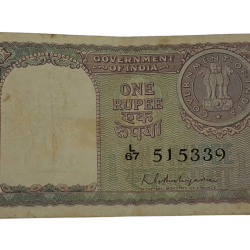 GOVERNMENT
OF INDIA
ONE
RUPEE
एक
रुपया
L/67 515339